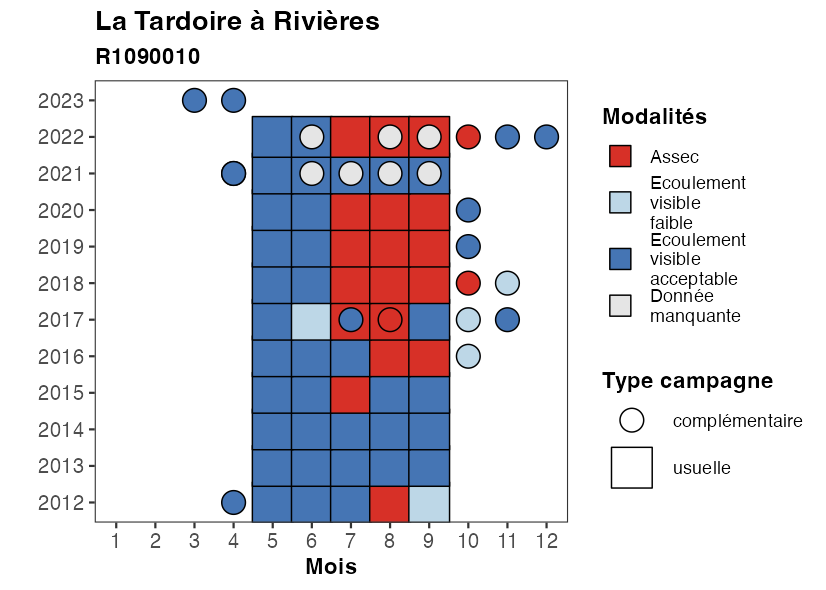 La Tardoire à Rivières
R1090010
2023
2022
2021
2020
2019
2018
2017
2016
2015
2014
2013
2012
1 2 3 4 5 6 7 8 9 10 11 12
Mois
Modalités
Assec
Ecoulement
visible
faible
Ecoulement
visible
acceptable
Donnée
manquante
Type campagne
complémentaire
usuelle